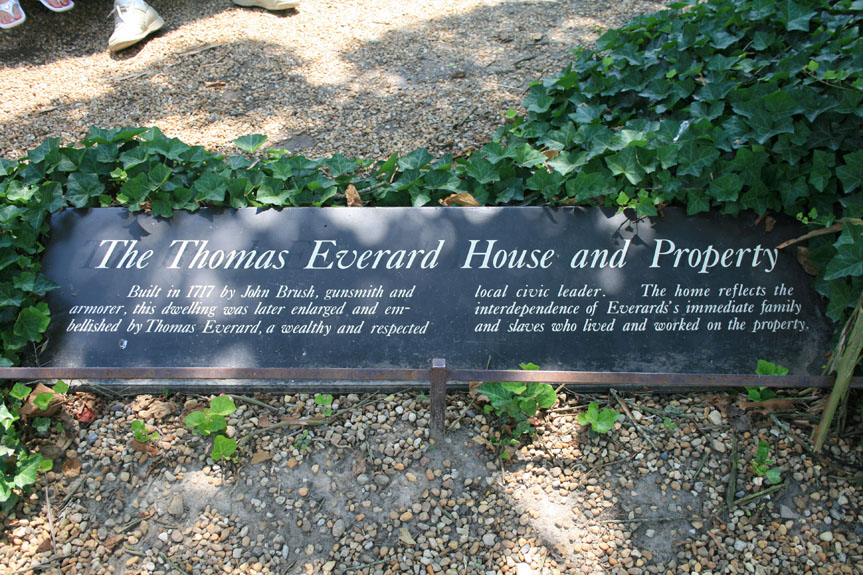 The Thomas Everard House and Property
Built in 1717 by John Brush, gunsmith and
armorer, this dwelling was later enlarged and em-
bellished by Thomas Everard, a wealthy and respected
local civic leader. The home reflects the
interdependence of Everards's immediate family
and slaves who lived and worked on the property.